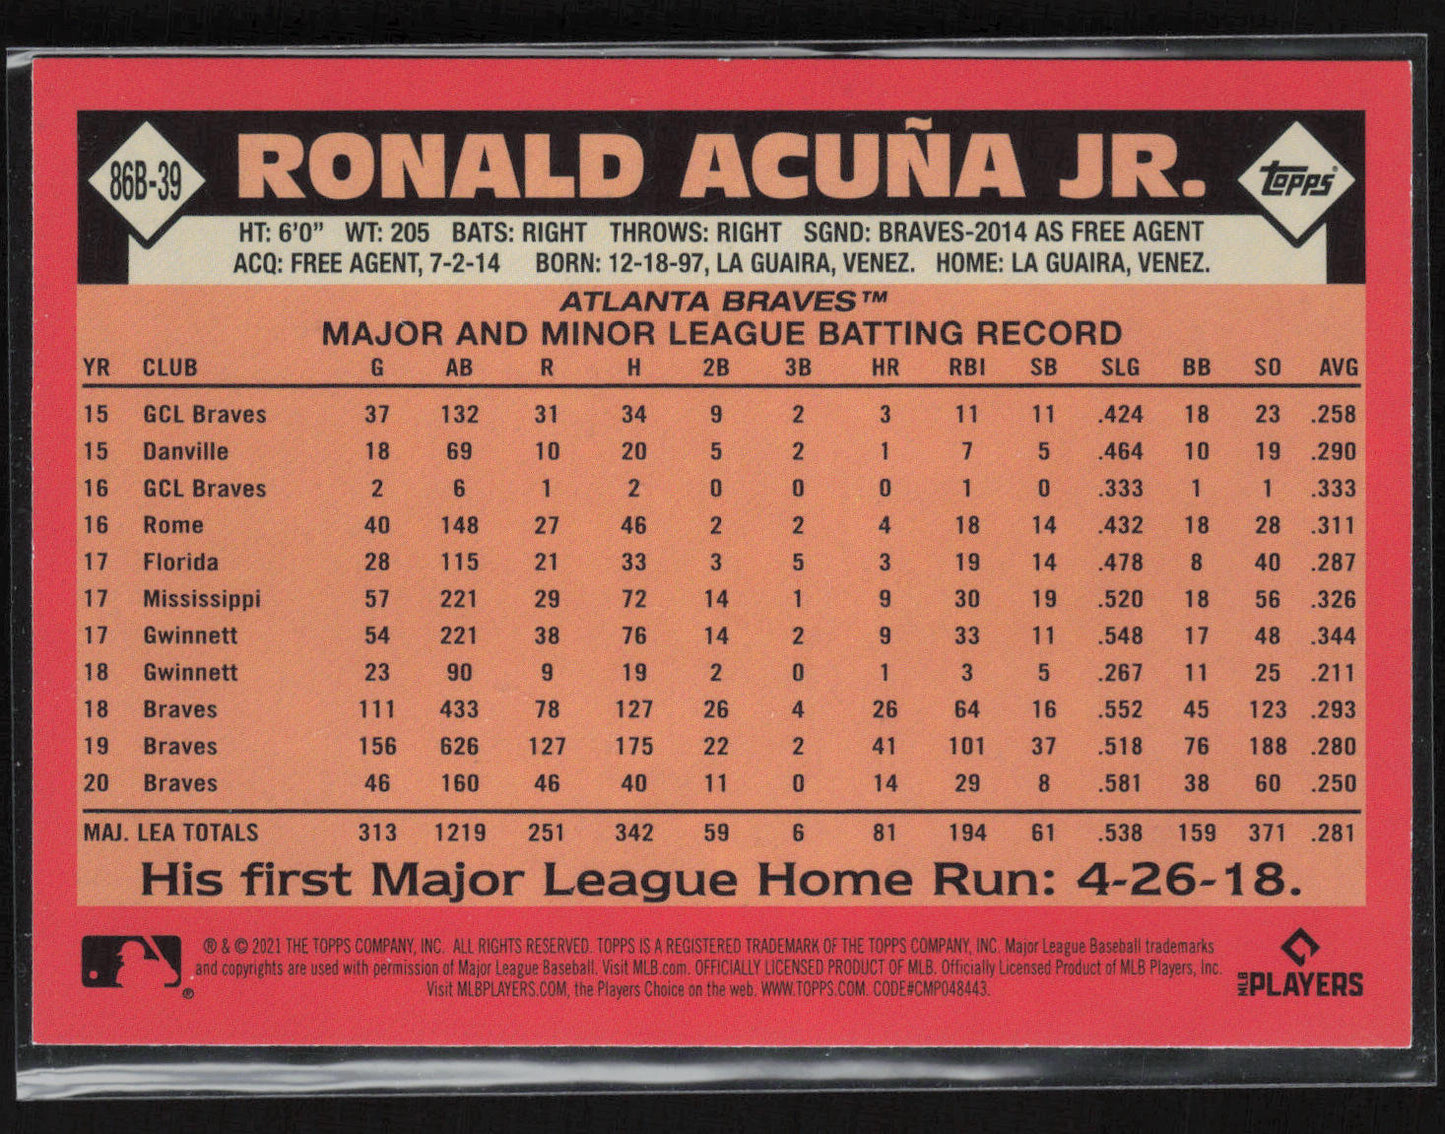 86B-39
RONALD ACUÑA JR.
topps®
HT: 6'0" WT: 205 BATS: RIGHT THROWS: RIGHT SGND: BRAVES-2014 AS FREE AGENT
ACQ: FREE AGENT, 7-2-14 BORN: 12-18-97, LA GUAIRA, VENEZ. HOME: LA GUAIRA, VENEZ.
ATLANTA BRAVES™
MAJOR AND MINOR LEAGUE BATTING RECORD
YR CLUB G AB R H 2B 3B HR RBI SB SLG BB SO AVG
15 GCL Braves 37 132 31 34 9 2 3 11 11 .424 18 23 .258
15 Danville 18 69 10 20 5 2 1 7 5 .464 10 19 .290
16 GCL Braves 2 6 1 2 0 0 0 1 0 .333 1 1 .333
16 Rome 40 148 27 46 2 2 4 18 14 .432 18 28 .311
17 Florida 28 115 21 33 3 5 3 19 14 .478 8 40 .287
17 Mississippi 57 221 29 72 14 1 9 30 19 .520 18 56 .326
17 Gwinnett 54 221 38 76 14 2 9 33 11 .548 17 48 .344
18 Gwinnett 23 90 9 19 2 0 1 3 5 .267 11 25 .211
18 Braves 111 433 78 127 26 4 26 64 16 .552 45 123 .293
19 Braves 156 626 127 175 22 2 41 101 37 .518 76 188 .280
20 Braves 46 160 46 40 11 0 14 29 8 .581 38 60 .250
MAJ. LEA TOTALS 313 1219 251 342 59 6 81 194 61 .538 159 371 .281
His first Major League Home Run: 4-26-18.
® & © 2021 THE TOPPS COMPANY, INC. ALL RIGHTS RESERVED. TOPPS IS A REGISTERED TRADEMARK OF THE TOPPS COMPANY, INC. Major League Baseball trademarks
and copyrights are used with permission of Major League Baseball. Visit MLB.com. OFFICIALLY LICENSED PRODUCT OF MLB. Officially Licensed Product of MLB Players, Inc.
Visit MLBPLAYERS.COM, the Players Choice on the web. WWW.TOPPS.COM. CODE#CMP048443.
®
MLB PLAYERS